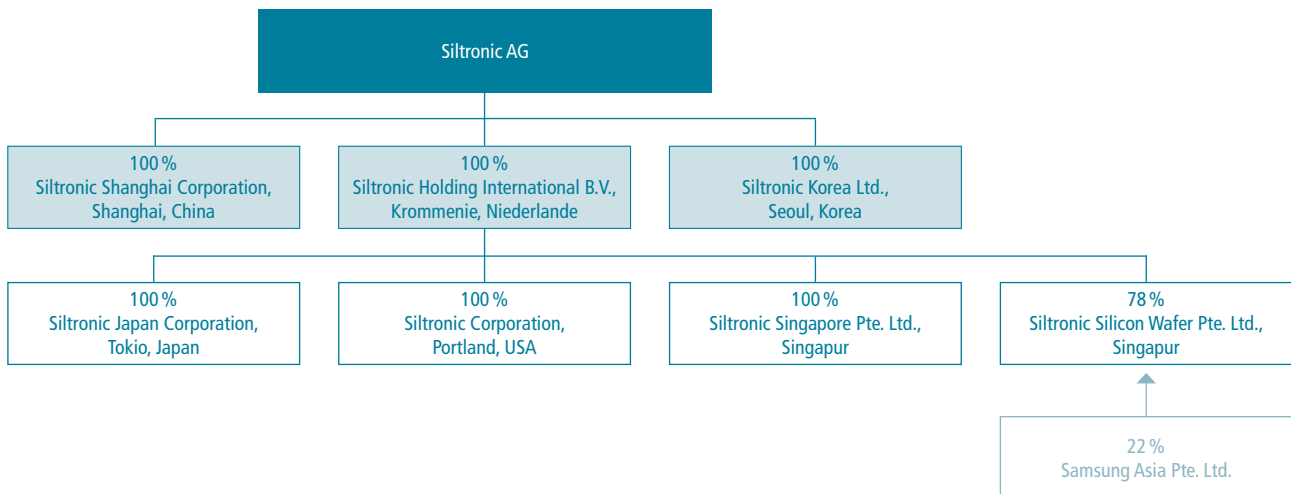 Siltronic AG
100 %
Siltronic Shanghai Corporation,
Shanghai, China
100 %
Siltronic Holding International B.V.,
Krommenie, Niederlande
100 %
Siltronic Korea Ltd.,
Seoul, Korea
100 %
Siltronic Japan Corporation,
Tokio, Japan
100 %
Siltronic Corporation,
Portland, USA
100 %
Siltronic Singapore Pte. Ltd.,
Singapur
78 %
Siltronic Silicon Wafer Pte. Ltd.,
Singapur
22 %
Samsung Asia Pte. Ltd.